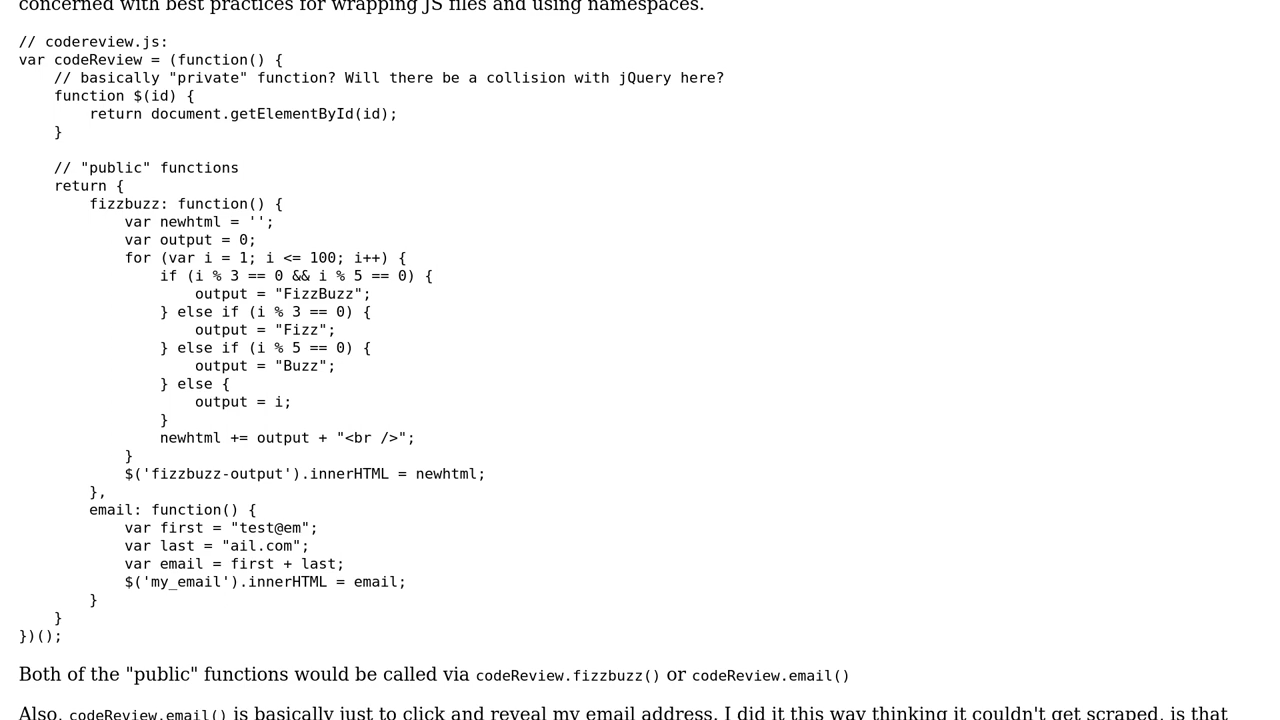 concerned with best practices for wrapping JS files and using namespaces.
// codereview.js:
var codeReview = (function() {
    // basically "private" function? Will there be a collision with jQuery here?
    function $(id) {
        return document.getElementById(id);
    }

    // "public" functions
    return {
        fizzbuzz: function() {
            var newhtml = '';
            var output = 0;
            for (var i = 1; i <= 100; i++) {
                if (i % 3 == 0 && i % 5 == 0) {
                    output = "FizzBuzz";
                } else if (i % 3 == 0) {
                    output = "Fizz";
                } else if (i % 5 == 0) {
                    output = "Buzz";
                } else {
                    output = i;
                }
                newhtml += output + "<br />";
            }
            $('fizzbuzz-output').innerHTML = newhtml;
        },
        email: function() {
            var first = "test@em";
            var last = "ail.com";
            var email = first + last;
            $('my_email').innerHTML = email;
        }
    }
})();
Both of the "public" functions would be called via codeReview.fizzbuzz() or codeReview.email()
Also, codeReview.email() is basically just to click and reveal my email address. I did it this way thinking it couldn't get scraped, is that